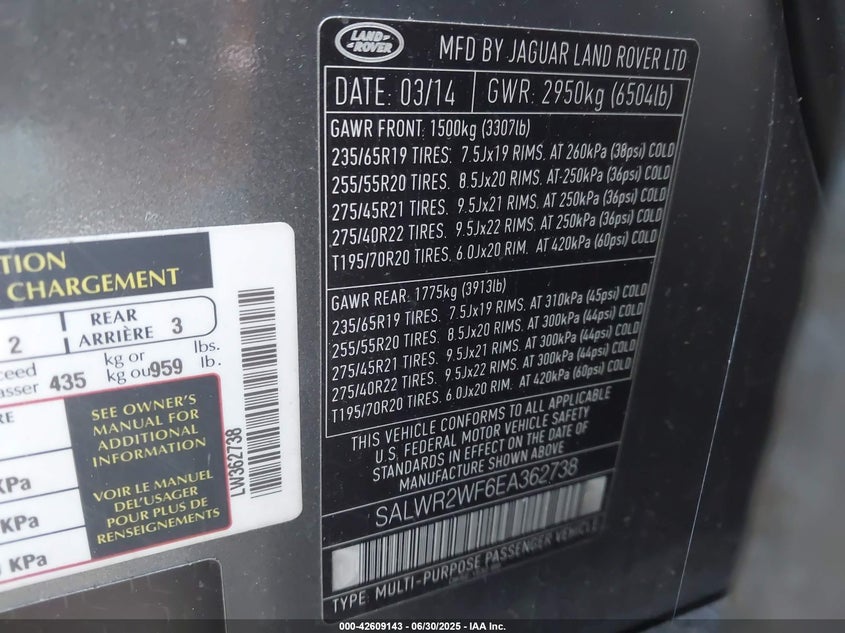 LAND
ROVER
MFD BY JAGUAR LAND ROVER LTD
DATE: 03/14
GWR: 2950kg (6504lb)
GAWR FRONT: 1500kg (3307lb)
235/65R19 TIRES. 7.5Jx19 RIMS. AT 260kPa (38psi) COLD
255/55R20 TIRES. 8.5Jx20 RIMS. AT 250kPa (36psi) COLD
275/45R21 TIRES. 9.5Jx21 RIMS. AT 250kPa (36psi) COLD
275/40R22 TIRES. 9.5Jx22 RIMS. AT 250kPa (36psi) COLD
T195/70R20 TIRES. 6.0Jx20 RIM. AT 420kPa (60psi) COLD
GAWR REAR: 1775kg (3913lb)
235/65R19 TIRES. 7.5Jx19 RIMS. AT 310kPa (45psi) COLD
255/55R20 TIRES. 8.5Jx20 RIMS. AT 300kPa (44psi) COLD
275/45R21 TIRES. 9.5Jx21 RIMS. AT 300kPa (44psi) COLD
275/40R22 TIRES. 9.5Jx22 RIMS. AT 300kPa (44psi) COLD
T195/70R20 TIRES. 6.0Jx20 RIM. AT 420kPa (60psi) COLD
THIS VEHICLE CONFORMS TO ALL APPLICABLE
U.S. FEDERAL MOTOR VEHICLE SAFETY
STANDARDS IN EFFECT ON THE DATE OF
MANUFACTURE SHOWN ABOVE
SALWR2WF6EA362738
TYPE: MULTI-PURPOSE PASSENGER VEHICLE
TION
CHARGEMENT
2
REAR
ARRIÈRE 3
ceed
asser 435
kg or
kg ou
959
lbs.
lb.
RE
SEE OWNER'S
MANUAL FOR
ADDITIONAL
INFORMATION
VOIR LE MANUEL
DEL'USAGER
POUR PLUS DE
RENSEIGNEMENTS
KPa
KPa
LW362738
000-42609143 - 06/30/2025 - IAA Inc.